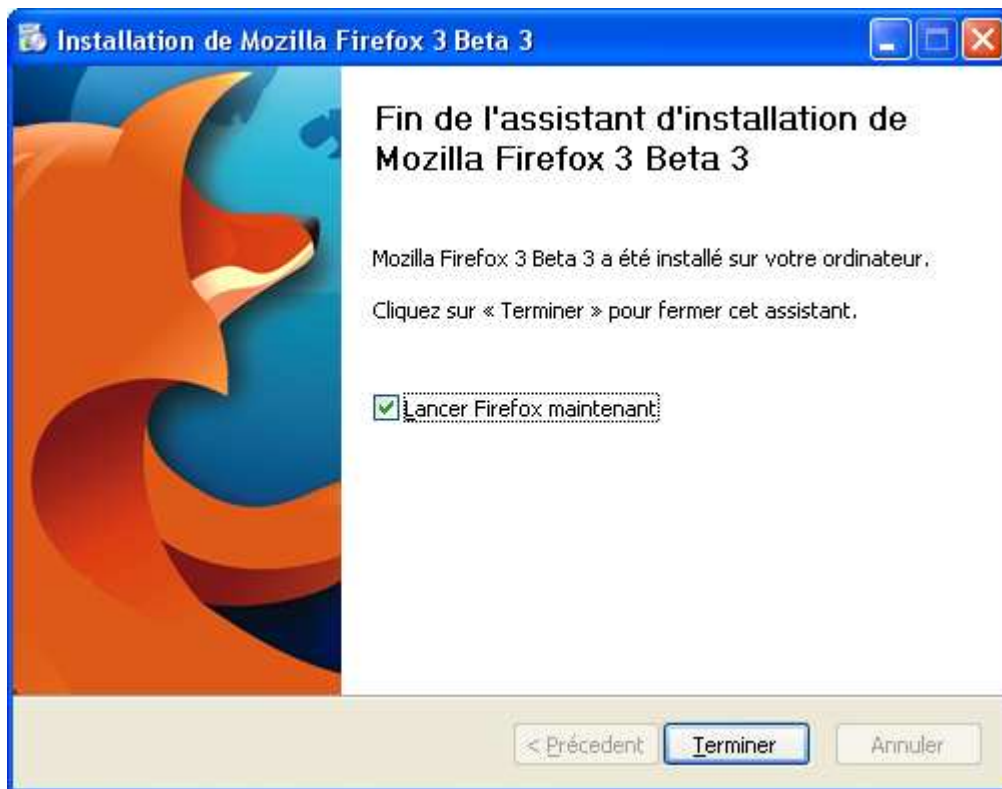 Installation de Mozilla Firefox 3 Beta 3
Fin de l'assistant d'installation de
Mozilla Firefox 3 Beta 3
Mozilla Firefox 3 Beta 3 a été installé sur votre ordinateur.
Cliquez sur « Terminer » pour fermer cet assistant.
Lancer Firefox maintenant
< Précedent Terminer Annuler